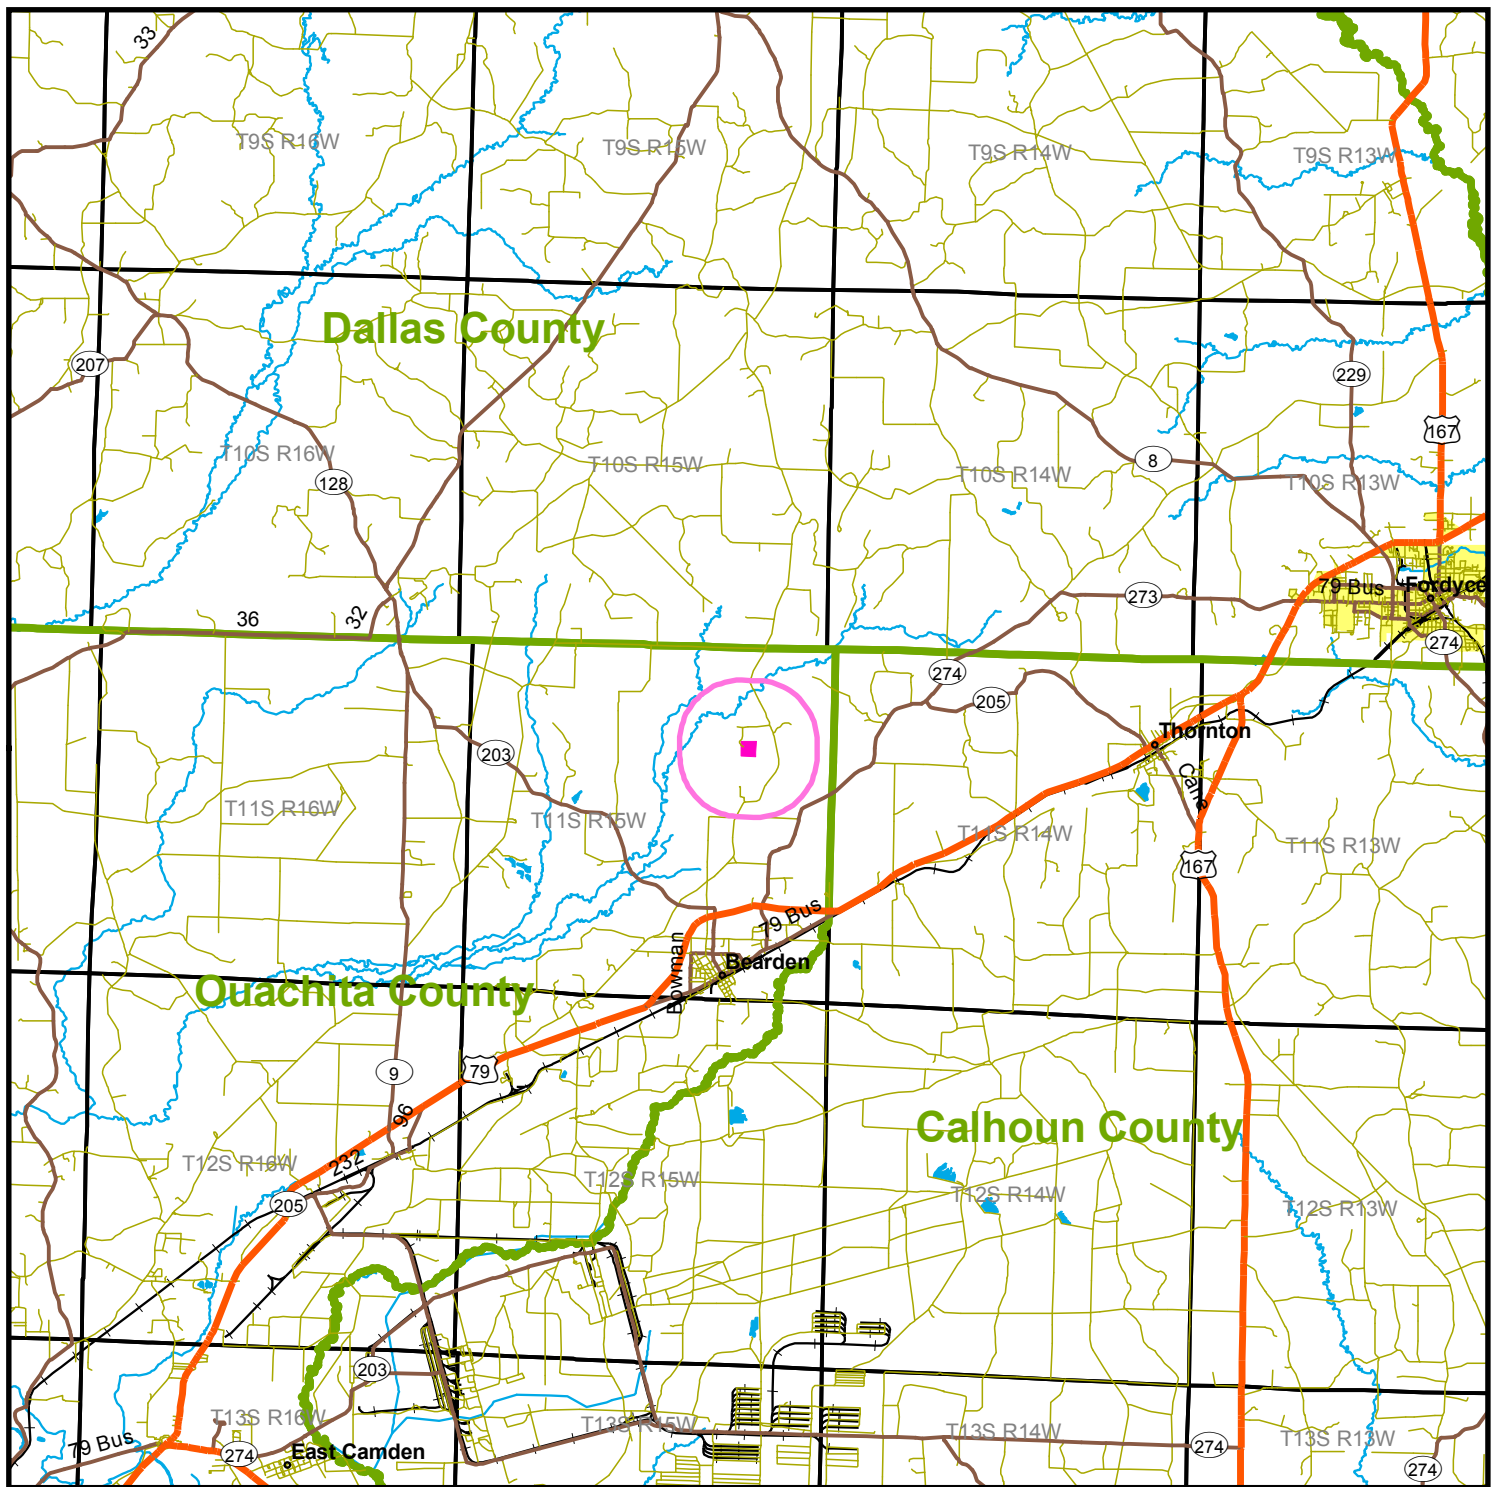 33
T9S R16W
T9S R15W
T9S R14W
T9S R13W
Dallas County
207
229
167
T10S R16W
T10S R15W
T10S R14W
8
T10S R13W
128
79 Bus
Fordyce
273
36
32
274
274
205
203
Thornton
Cane
T11S R16W
T11S R15W
T11S R14W
T11S R13W
167
79 Bus
Bowman
Bearden
Ouachita County
9
79
96
Calhoun County
232
T12S R16W
T12S R15W
T12S R14W
T12S R13W
205
203
T13S R16W
T13S R15W
T13S R14W
T13S R13W
79 Bus
274
East Camden
274
274